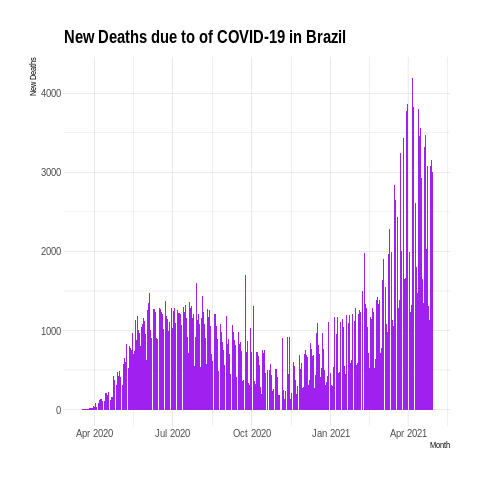 New Deaths due to of COVID-19 in Brazil
New Deaths
4000
3000
2000
1000
0
Apr 2020 Jul 2020 Oct 2020 Jan 2021 Apr 2021
Month